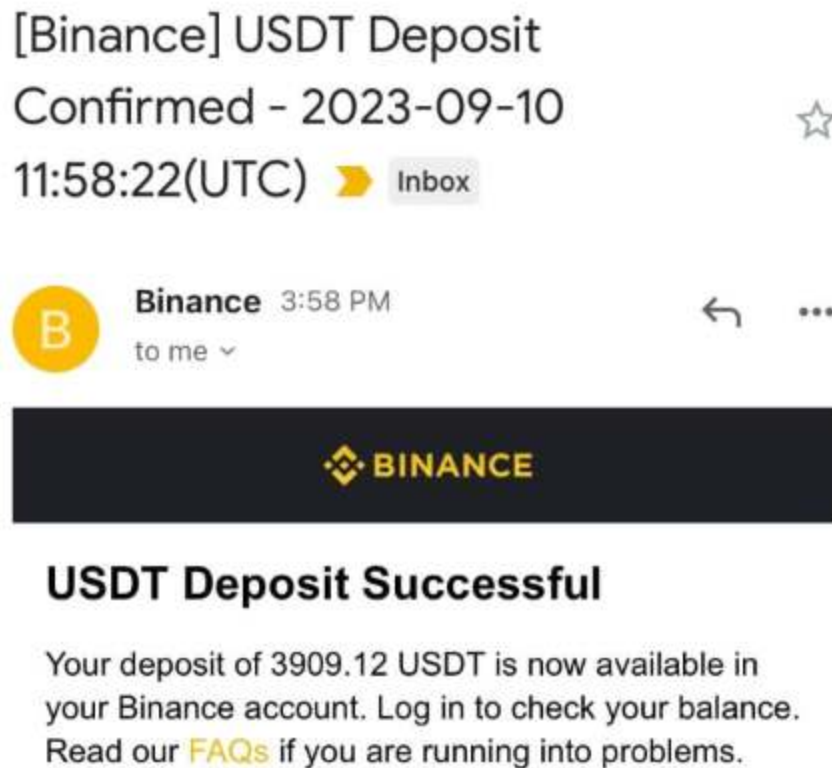 [Binance] USDT Deposit
Confirmed - 2023-09-10
11:58:22(UTC) Inbox
B
Binance 3:58 PM
to me
BINANCE
USDT Deposit Successful
Your deposit of 3909.12 USDT is now available in
your Binance account. Log in to check your balance.
Read our FAQs if you are running into problems.